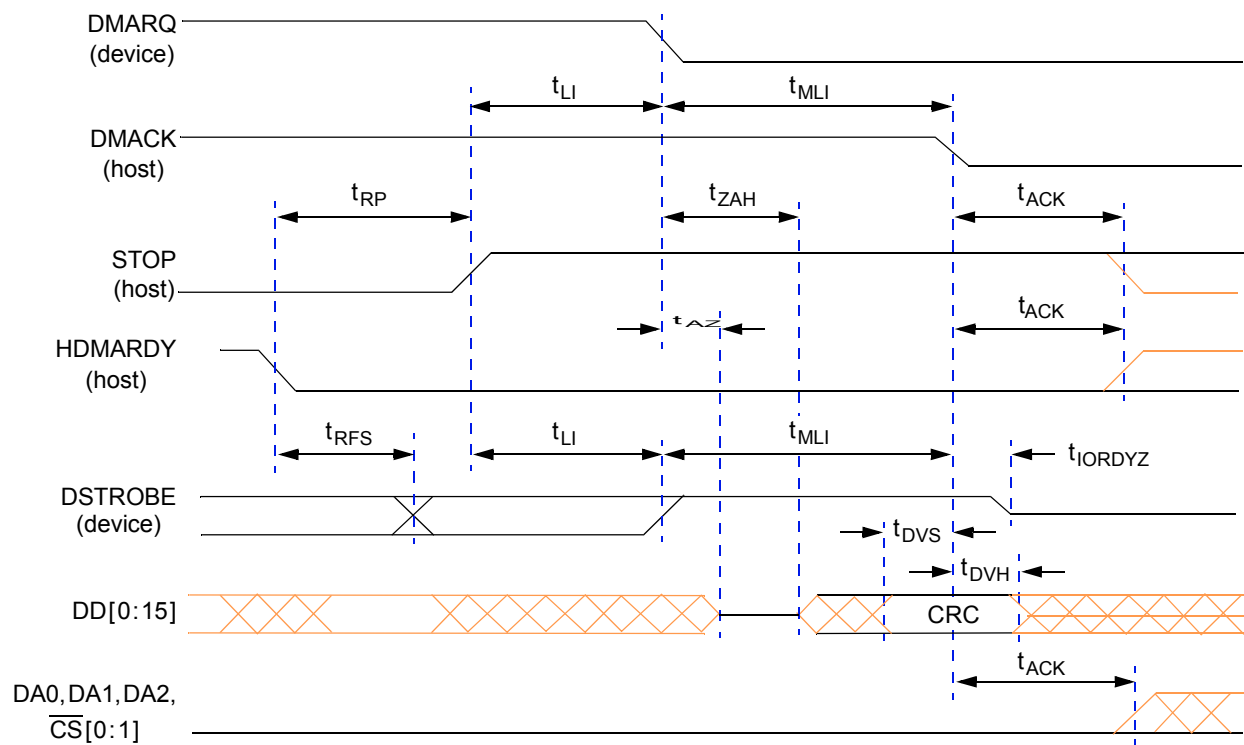 DMARQ
(device)
tLI
tMLI
DMACK
(host)
tRP
tZAH
tACK
STOP
(host)
tAZ
tACK
HDMARDY
(host)
tRFS
tLI
tMLI
tIORDYZ
DSTROBE
(device)
tDVS
tDVH
DD[0:15]
CRC
tACK
DA0,DA1,DA2,
CS[0:1]